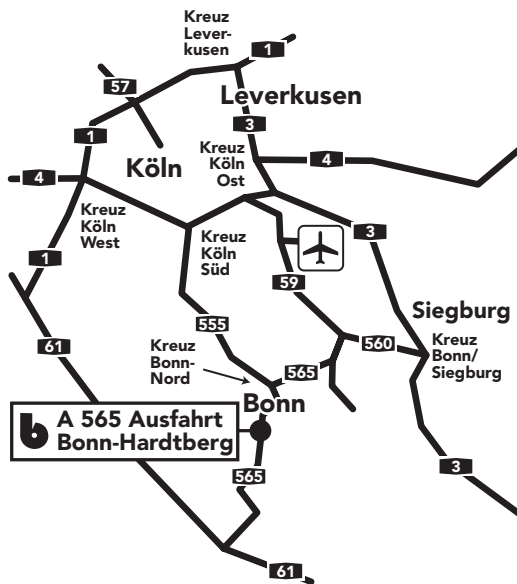 Kreuz
Lever-
kusen
1
57
Leverkusen
3
1
Köln
Kreuz
Köln
Ost
4
4
Kreuz
Köln
West
Kreuz
Köln
Süd
3
1
59
Siegburg
555
61
560
Kreuz
Bonn/
Siegburg
Kreuz
Bonn-
Nord
565
Bonn
b A 565 Ausfahrt
Bonn-Hardtberg
565
3
61